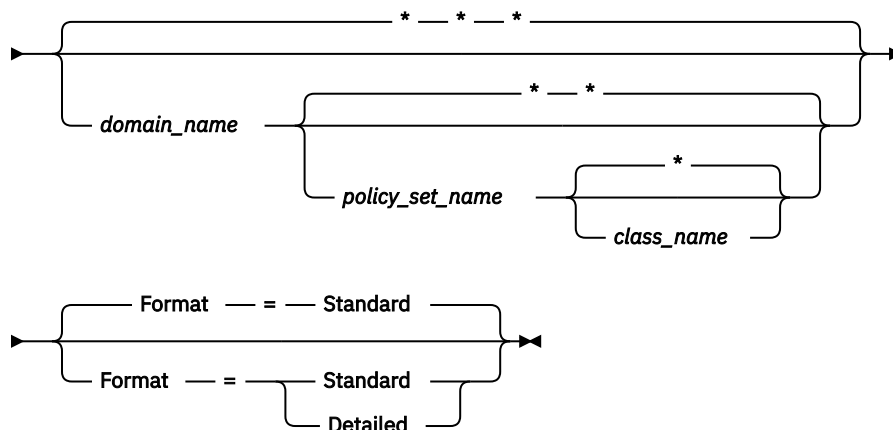 * * *
* *
domain_name
*
policy_set_name
class_name
Format = Standard
Format = Standard
Detailed